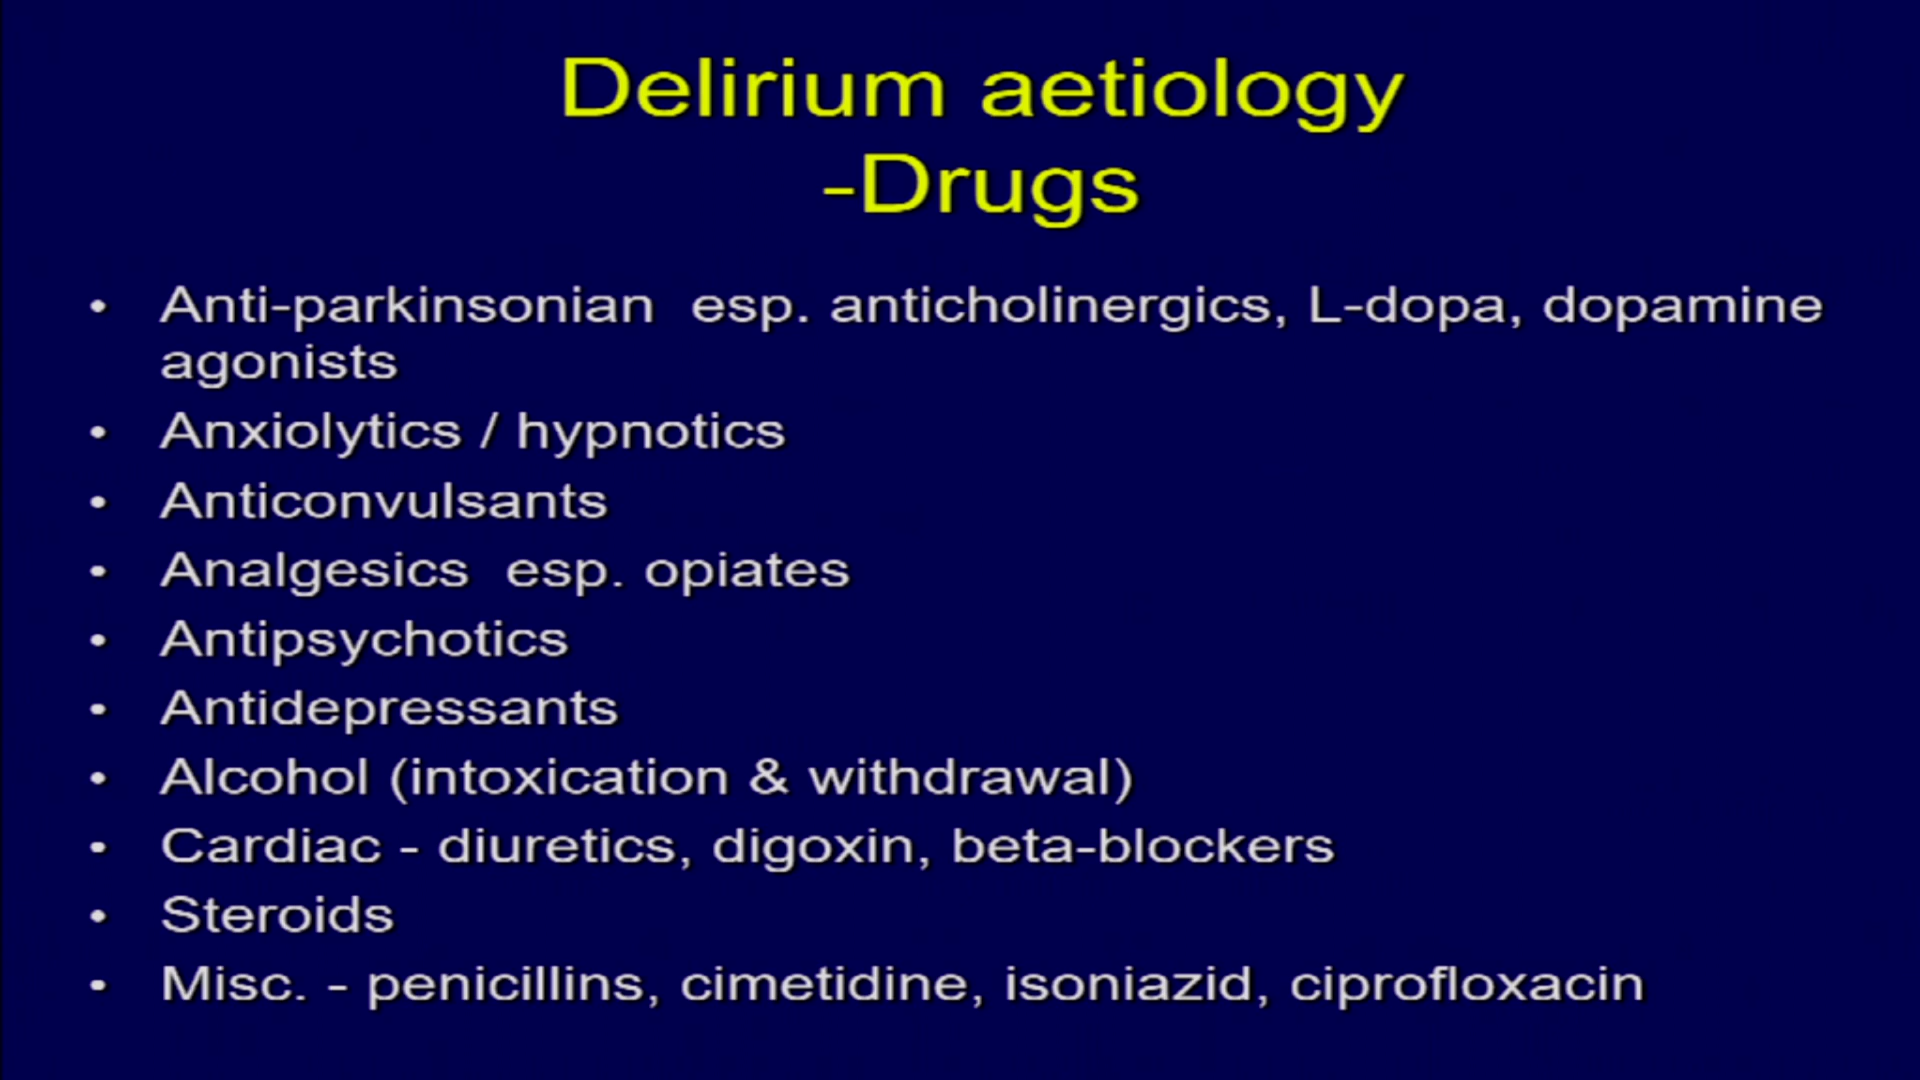 Delirium aetiology
-Drugs
• Anti-parkinsonian esp. anticholinergics, L-dopa, dopamine
agonists
• Anxiolytics / hypnotics
• Anticonvulsants
• Analgesics esp. opiates
• Antipsychotics
• Antidepressants
• Alcohol (intoxication & withdrawal)
• Cardiac - diuretics, digoxin, beta-blockers
• Steroids
• Misc. - penicillins, cimetidine, isoniazid, ciprofloxacin